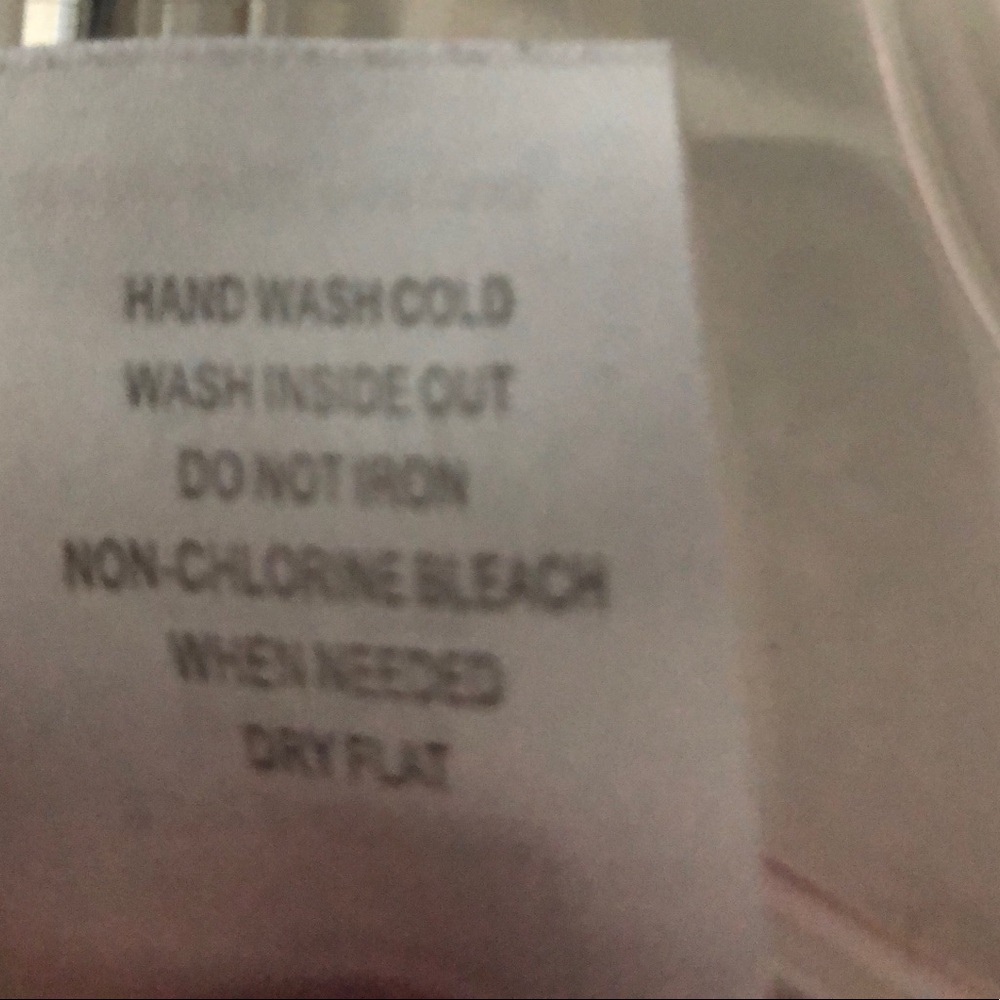 HAND WASH COLD
WASH INSIDE OUT
DO NOT IRON
NON-CHLORINE BLEACH
WHEN NEEDED
DRY FLAT